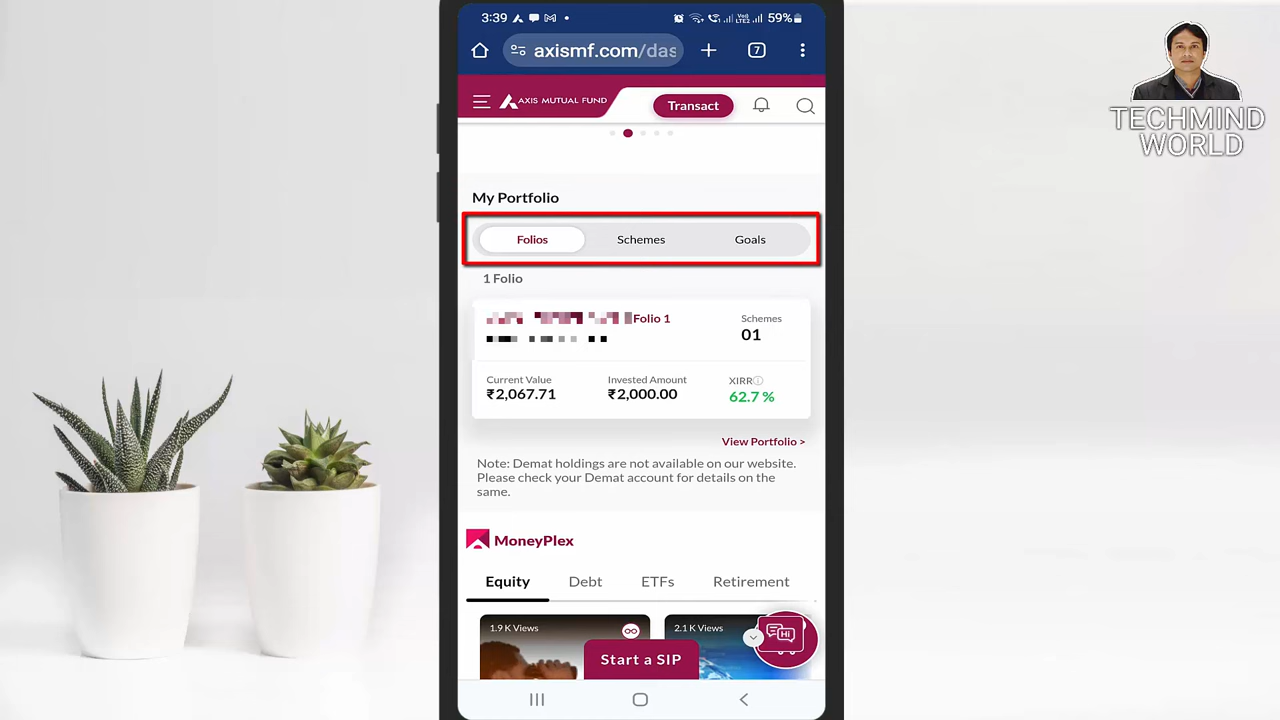 3:39
Vo))
LTE2
59%
axismf.com/das
7
AXIS MUTUAL FUND
Transact
My Portfolio
Folios
Schemes
Goals
1 Folio
Folio 1
Schemes
01
Current Value
Invested Amount
XIRR
₹2,067.71
₹2,000.00
62.7 %
View Portfolio >
Note: Demat holdings are not available on our website.
Please check your Demat account for details on the
same.
MoneyPlex
Equity
Debt
ETFs
Retirement
1.9 K Views
2.1 K Views
Hi
Start a SIP
TECHMIND
WORLD